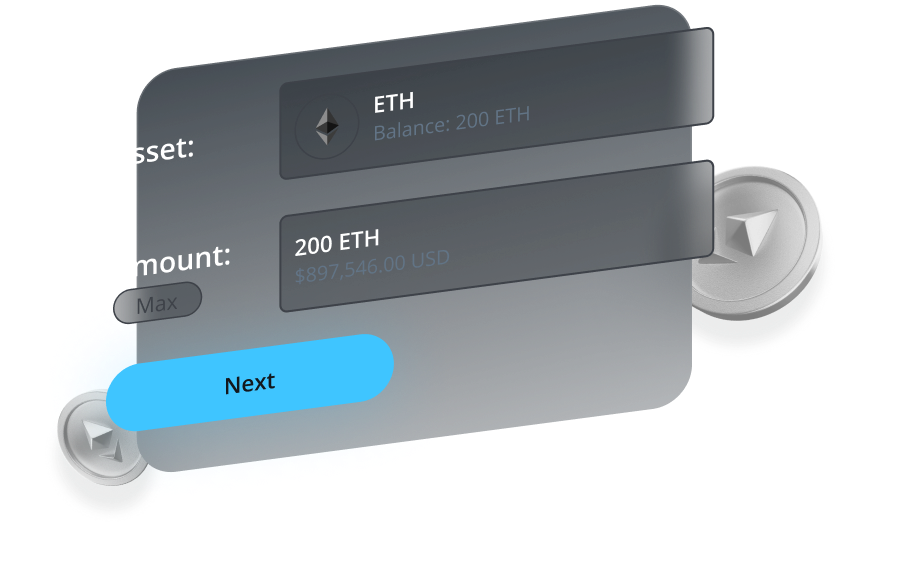 ETH
Balance: 200 ETH
sset:
200 ETH
mount:
$897,546.00 USD
Max
Next